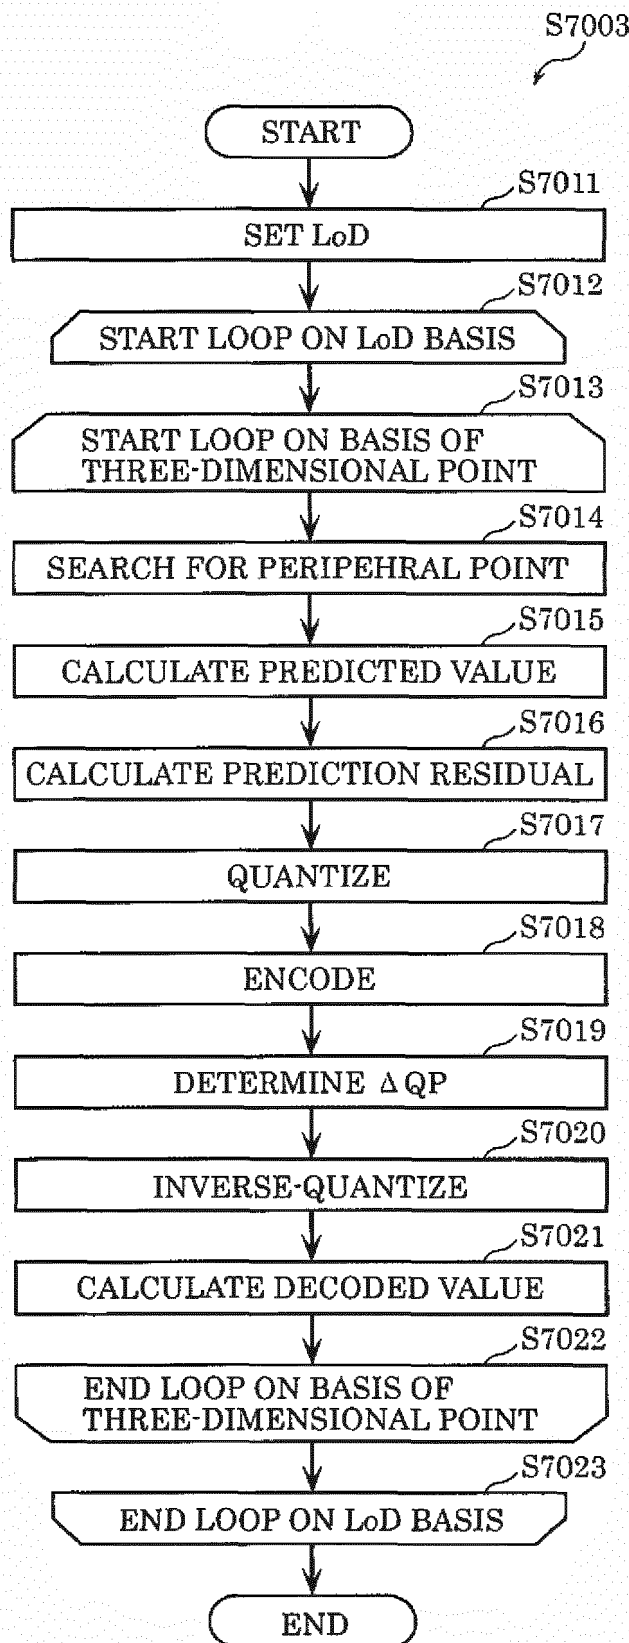 S7003
START
S7011
SET LoD
S7012
START LOOP ON LoD BASIS
S7013
START LOOP ON BASIS OF
THREE-DIMENSIONAL POINT
S7014
SEARCH FOR PERIPEHRAL POINT
S7015
CALCULATE PREDICTED VALUE
S7016
CALCULATE PREDICTION RESIDUAL
S7017
QUANTIZE
S7018
ENCODE
S7019
DETERMINE Δ QP
S7020
INVERSE-QUANTIZE
S7021
CALCULATE DECODED VALUE
S7022
END LOOP ON BASIS OF
THREE-DIMENSIONAL POINT
S7023
END LOOP ON LoD BASIS
END